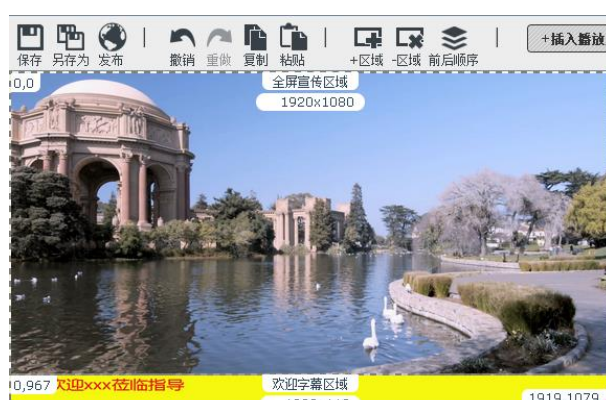 保存 另存为 发布 撤销 重做 复制 粘贴 +区域 -区域 前后顺序 +插入播放
0,0 全屏宣传区域
1920x1080
0,967 欢迎xxx莅临指导 欢迎字幕区域
1919,1079